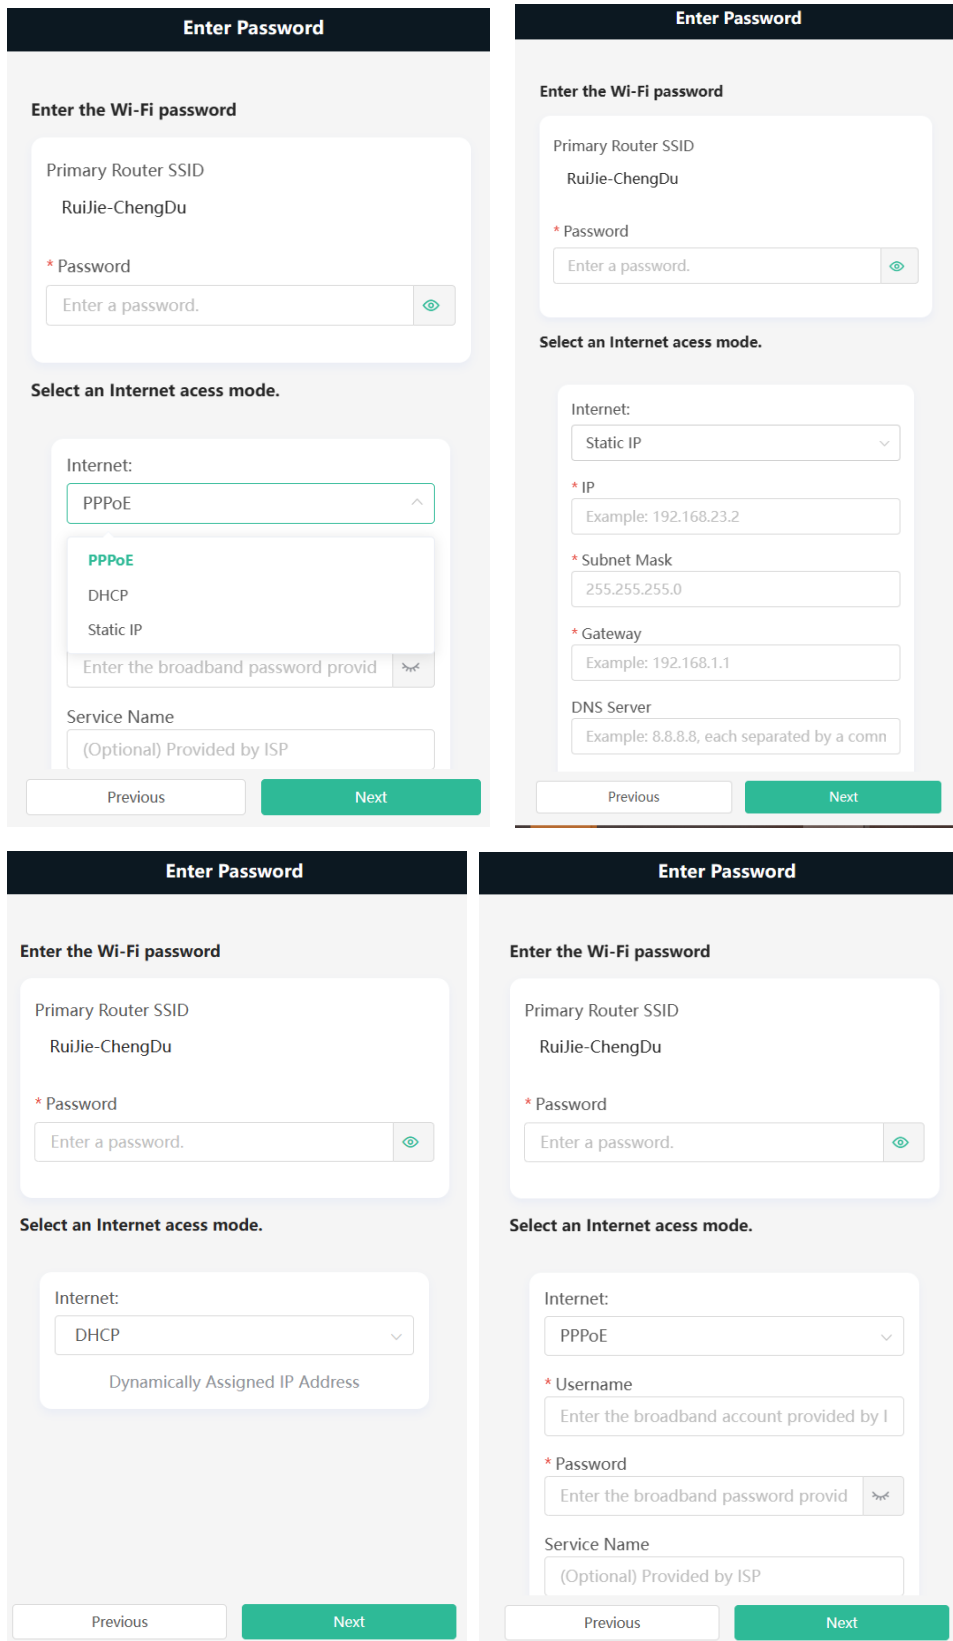 Enter Password
Enter the Wi-Fi password
Primary Router SSID
RuiJie-ChengDu
* Password
Enter a password.
Select an Internet acess mode.
Internet:
PPPoE
PPPoE
DHCP
Static IP
Enter the broadband password provid
Service Name
(Optional) Provided by ISP
Previous
Next
Enter Password
Enter the Wi-Fi password
Primary Router SSID
RuiJie-ChengDu
* Password
Enter a password.
Select an Internet acess mode.
Internet:
Static IP
* IP
Example: 192.168.23.2
* Subnet Mask
255.255.255.0
* Gateway
Example: 192.168.1.1
DNS Server
Example: 8.8.8.8, each separated by a comm
Previous
Next
Enter Password
Enter the Wi-Fi password
Primary Router SSID
RuiJie-ChengDu
* Password
Enter a password.
Select an Internet acess mode.
Internet:
DHCP
Dynamically Assigned IP Address
Previous
Next
Enter Password
Enter the Wi-Fi password
Primary Router SSID
RuiJie-ChengDu
* Password
Enter a password.
Select an Internet acess mode.
Internet:
PPPoE
* Username
Enter the broadband account provided by I
* Password
Enter the broadband password provid
Service Name
(Optional) Provided by ISP
Previous
Next